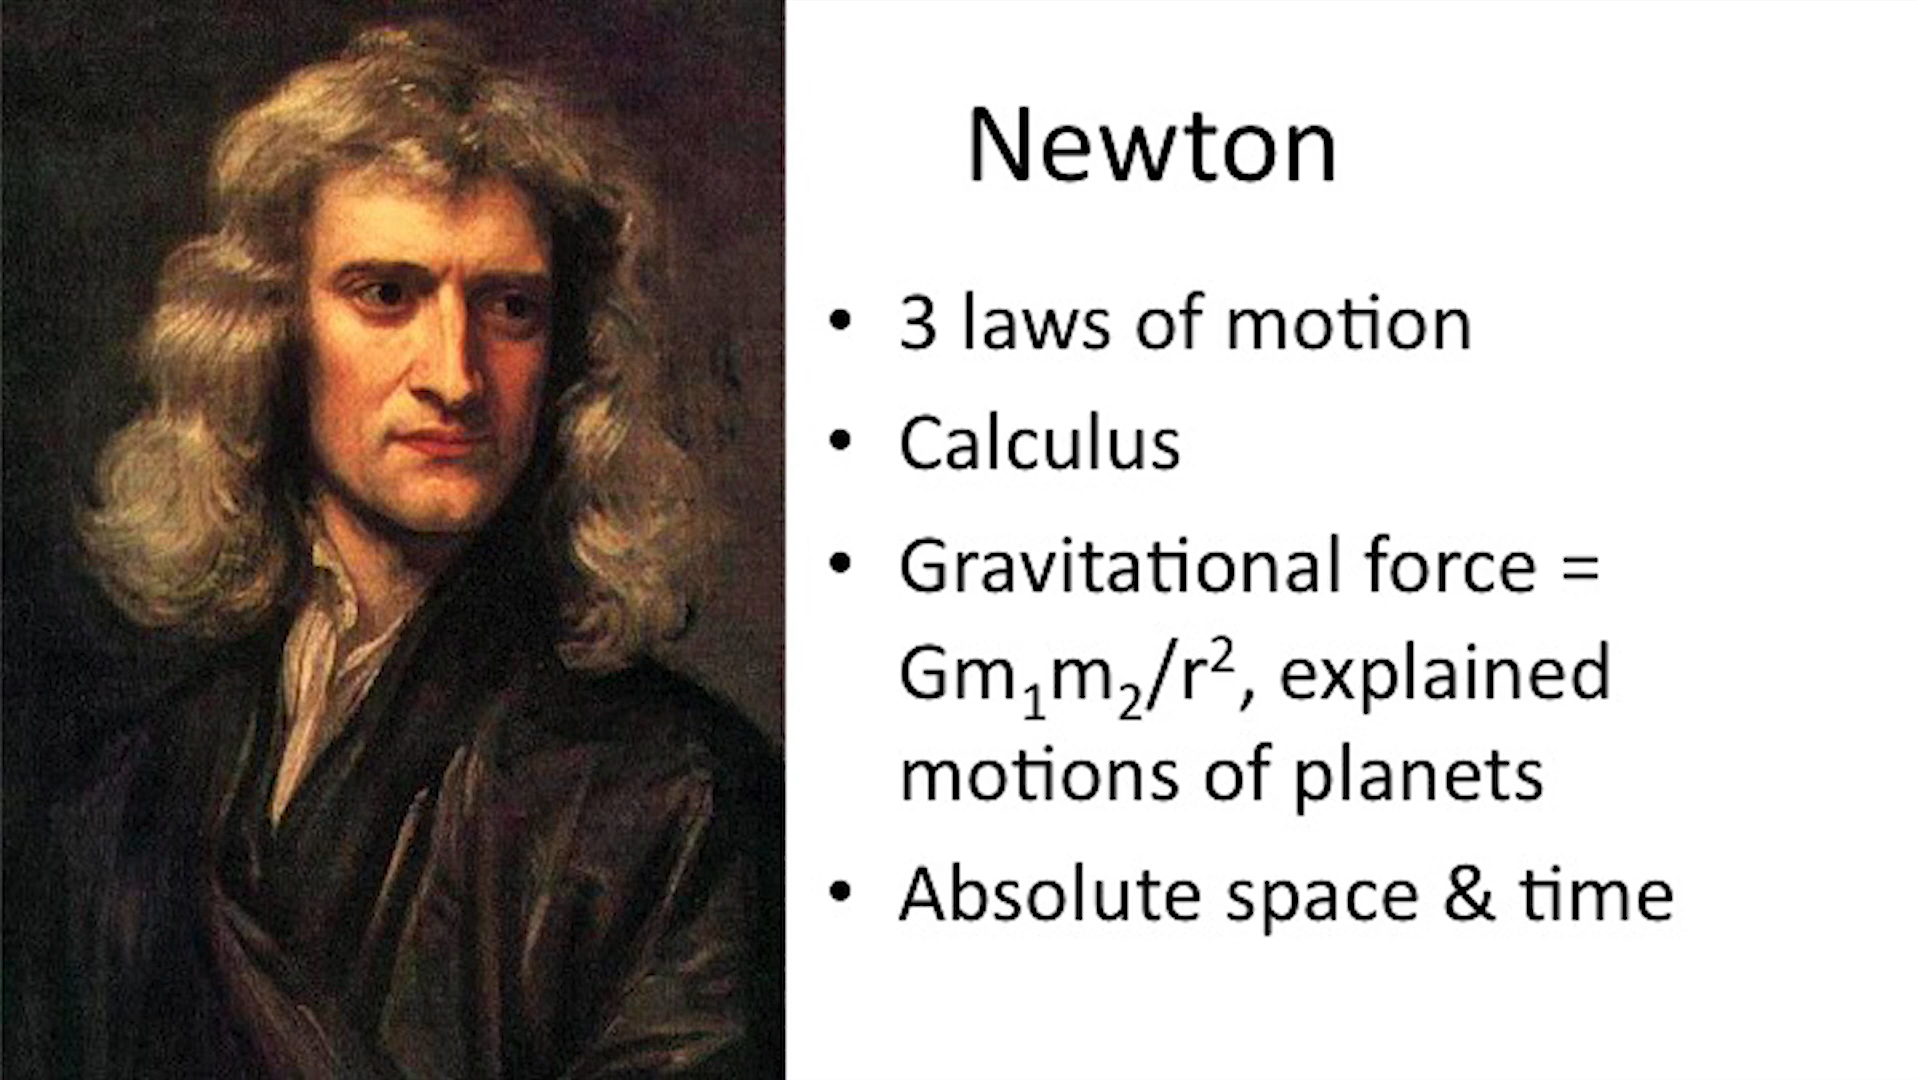 Newton
• 3 laws of motion
• Calculus
• Gravitational force =
Gm₁m₂/r², explained
motions of planets
• Absolute space & time